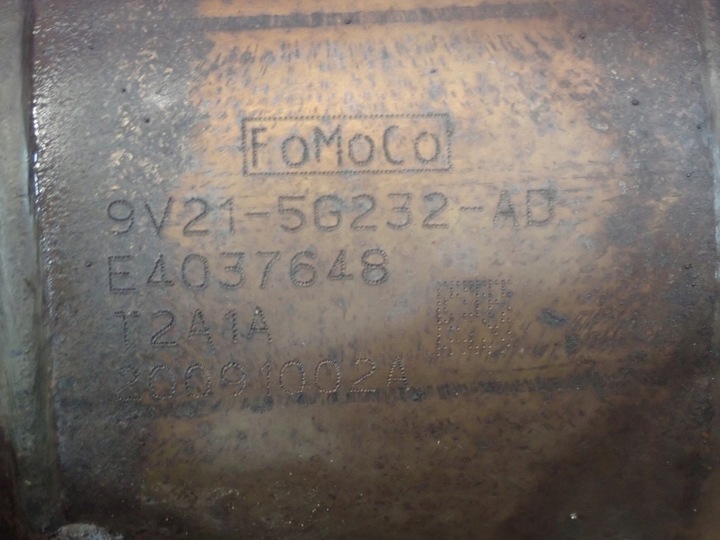 FoMoCo
9V21-5G232-AD
E4037648
T2A1A
20091002A